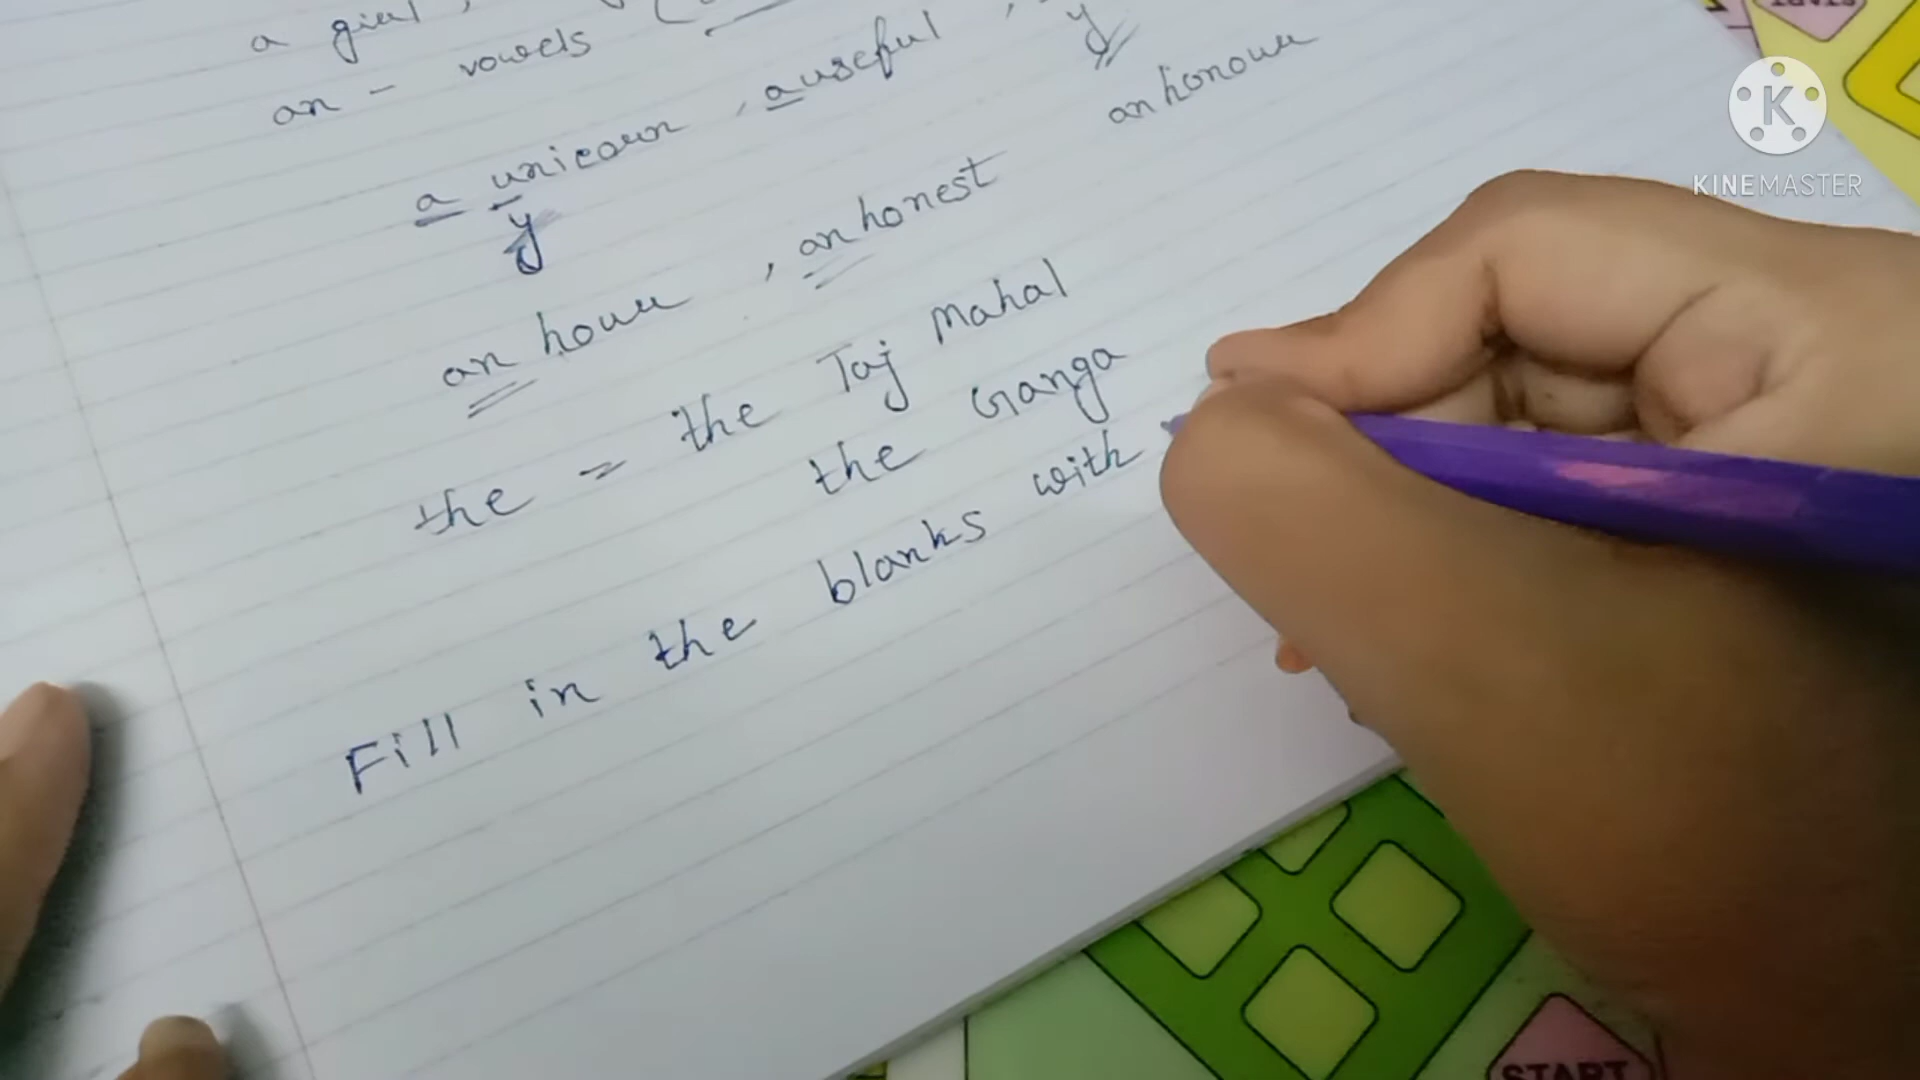 a girl,
an - vowels (
a unicorn, a useful,
y y
an hour, an honest an honour
the = the Taj Mahal
the Ganga
Fill in the blanks with
K
KINEMASTER
START
START